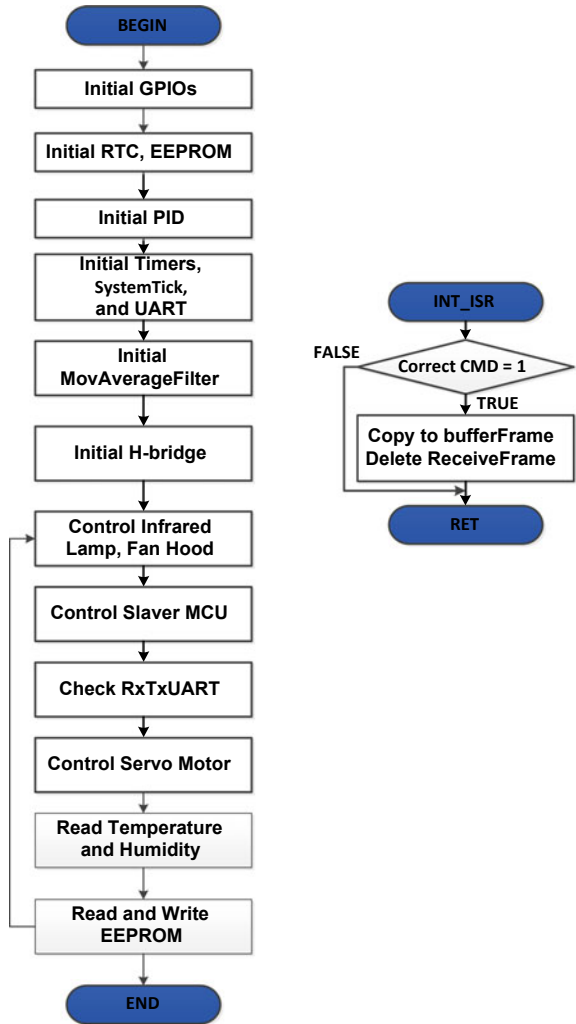 BEGIN
Initial GPIOs
Initial RTC, EEPROM
Initial PID
Initial Timers,
SystemTick,
and UART
Initial
MovAverageFilter
Initial H-bridge
Control Infrared
Lamp, Fan Hood
Control Slaver MCU
Check RxTxUART
Control Servo Motor
Read Temperature
and Humidity
Read and Write
EEPROM
END
INT_ISR
FALSE
Correct CMD = 1
TRUE
Copy to bufferFrame
Delete ReceiveFrame
RET